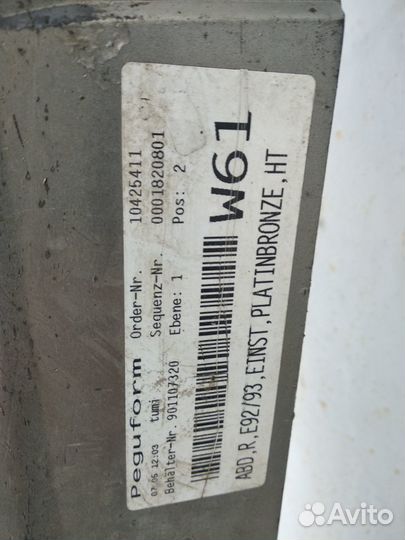 Peguform Order-Nr. 10425411
07.06 12:03 tumi Sequenz-Nr. 0001820801
Behälter-Nr. 901107320 Ebene: 1 Pos: 2
W61
ABD,R,E92/93,EINST,PLATINBRONZE,HT
Avito